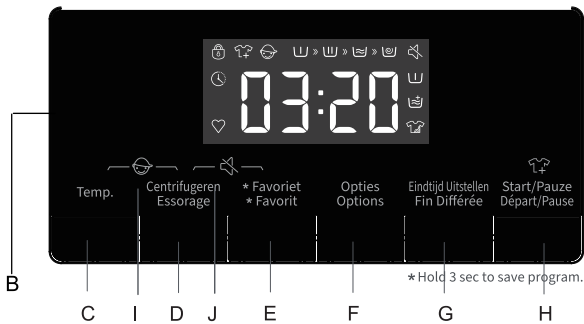 03:20
Temp.
Centrifugeren
Essorage
* Favoriet
* Favorit
Opties
Options
Eindtijd Uitstellen
Fin Différée
Start/Pauze
Départ/Pause
* Hold 3 sec to save program.
B
C I D J E F G H